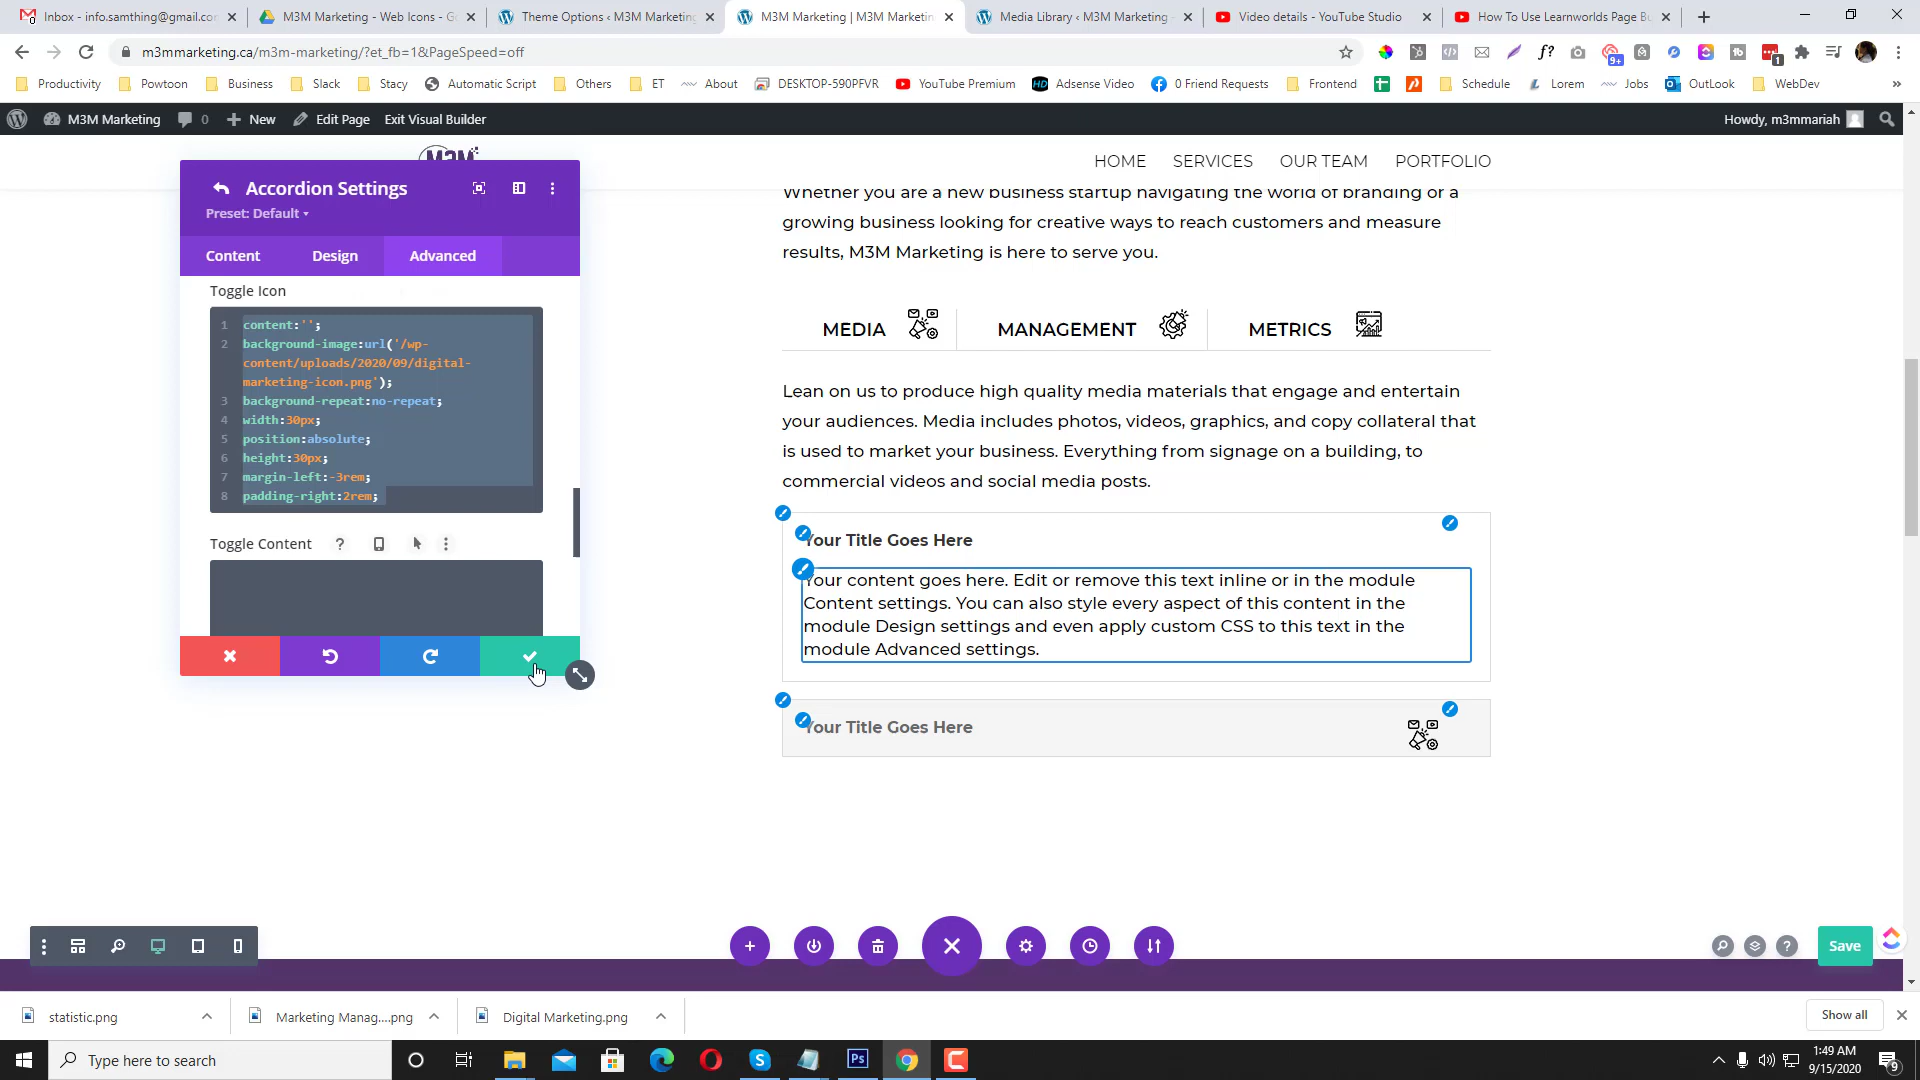 Inbox - info.samthing@gmail.co
M3M Marketing - Web Icons - Go
Theme Options ‹ M3M Marketing
M3M Marketing | M3M Marketin
Media Library ‹ M3M Marketing -
Video details - YouTube Studio
How To Use Learnworlds Page Bu
m3mmarketing.ca/m3m-marketing/?et_fb=1&PageSpeed=off
f?
9+
1
Productivity
Powtoon
Business
Slack
Stacy
Automatic Script
Others
ET
About
DESKTOP-590PFVR
YouTube Premium
HD
Adsense Video
0 Friend Requests
Frontend
Schedule
Lorem
Jobs
OutLook
WebDev
»
M3M Marketing
0
New
Edit Page
Exit Visual Builder
Howdy, m3mmariah
M3M
HOME
SERVICES
OUR TEAM
PORTFOLIO
Accordion Settings
Preset: Default
Content
Design
Advanced
Toggle Icon
1 content:'';
2 background-image:url('/wp-
content/uploads/2020/09/digital-
marketing-icon.png');
3 background-repeat:no-repeat;
4 width:30px;
5 position:absolute;
6 height:30px;
7 margin-left:-3rem;
8 padding-right:2rem;
Toggle Content
?
Whether you are a new business startup navigating the world of branding or a
growing business looking for creative ways to reach customers and measure
results, M3M Marketing is here to serve you.
MEDIA
MANAGEMENT
METRICS
Lean on us to produce high quality media materials that engage and entertain
your audiences. Media includes photos, videos, graphics, and copy collateral that
is used to market your business. Everything from signage on a building, to
commercial videos and social media posts.
Your Title Goes Here
Your content goes here. Edit or remove this text inline or in the module
Content settings. You can also style every aspect of this content in the
module Design settings and even apply custom CSS to this text in the
module Advanced settings.
Your Title Goes Here
?
Save
statistic.png
Marketing Manag....png
Digital Marketing.png
Show all
Type here to search
Ps
1:49 AM
9/15/2020
9